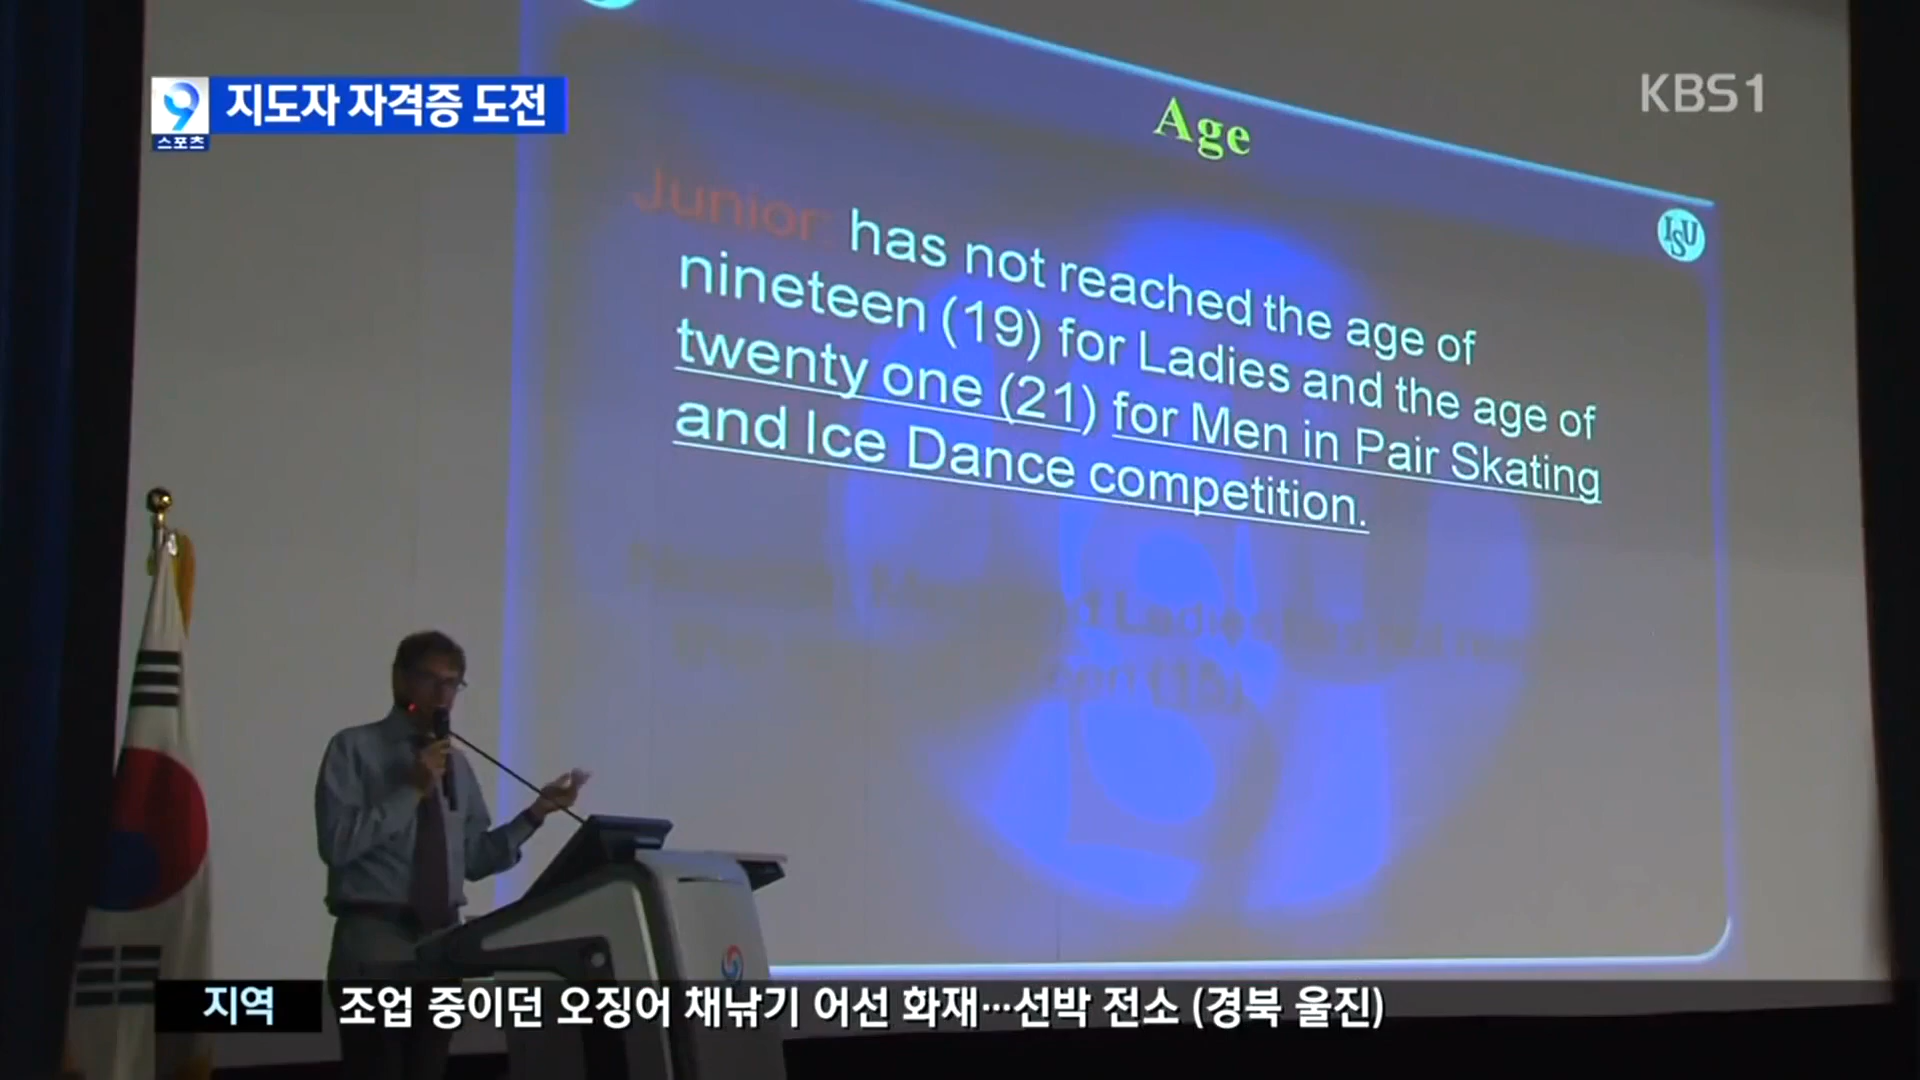 9
지도자 자격증 도전
스포츠
KBS1
Age
ISU
Junior: has not reached the age of
nineteen (19) for Ladies and the age of
twenty one (21) for Men in Pair Skating
and Ice Dance competition.
지역
조업 중이던 오징어 채낚기 어선 화재…선박 전소 (경북 울진)